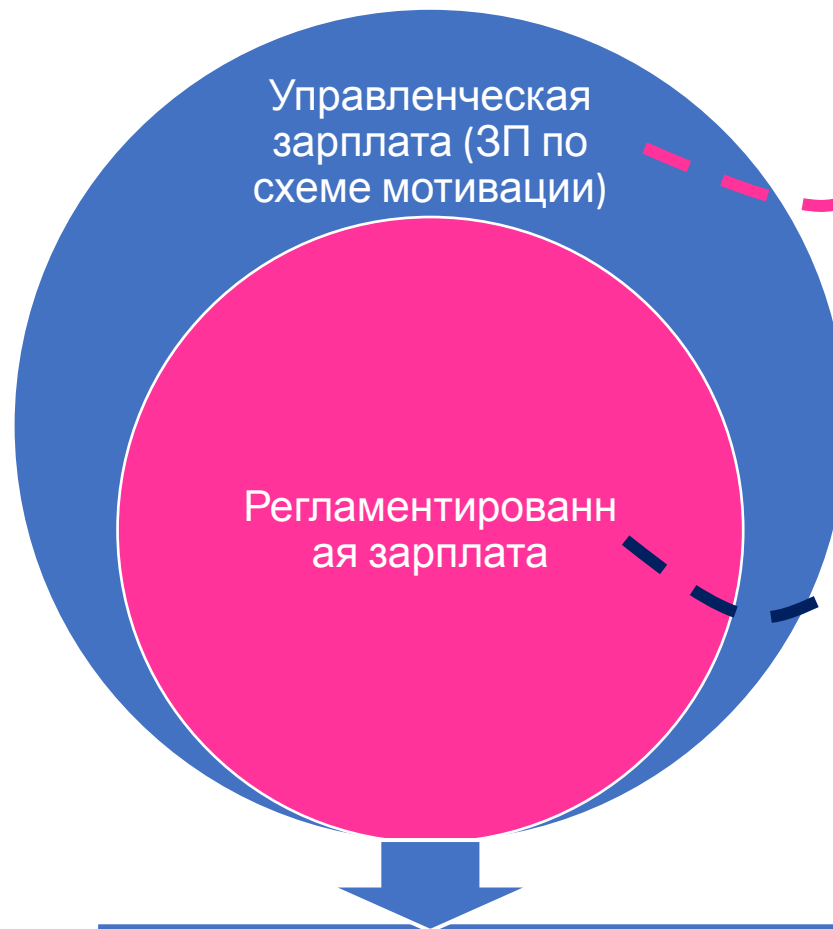 Управленческая
зарплата (ЗП по
схеме мотивации)
Регламентированн
ая зарплата